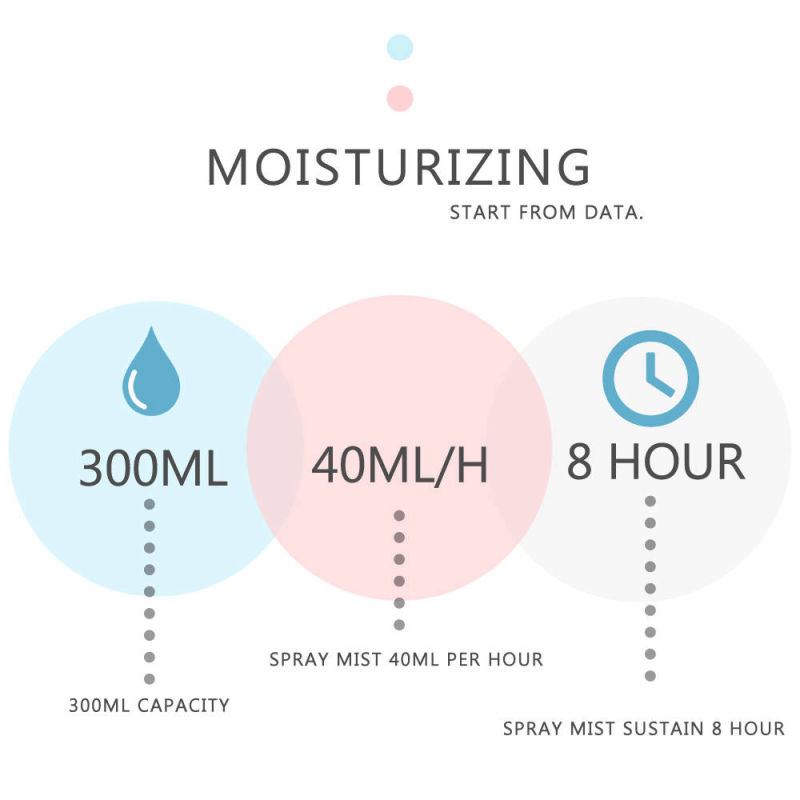 MOISTURIZING
START FROM DATA.
300ML
40ML/H
8 HOUR
SPRAY MIST 40ML PER HOUR
300ML CAPACITY
SPRAY MIST SUSTAIN 8 HOUR